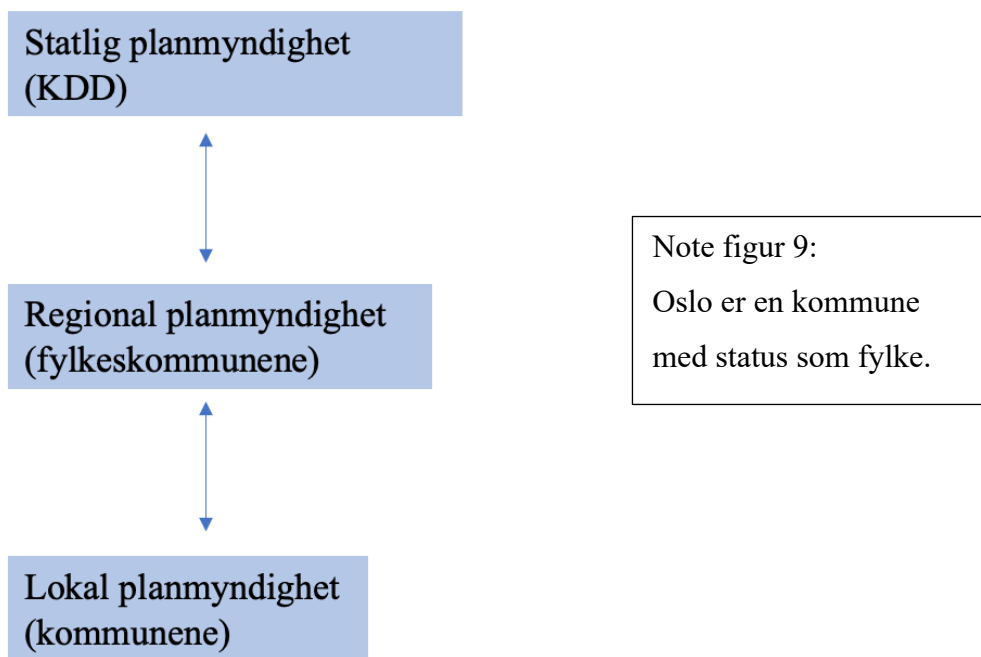 Statlig planmyndighet
(KDD)
Regional planmyndighet
(fylkeskommunene)
Lokal planmyndighet
(kommunene)
Note figur 9:
Oslo er en kommune
med status som fylke.